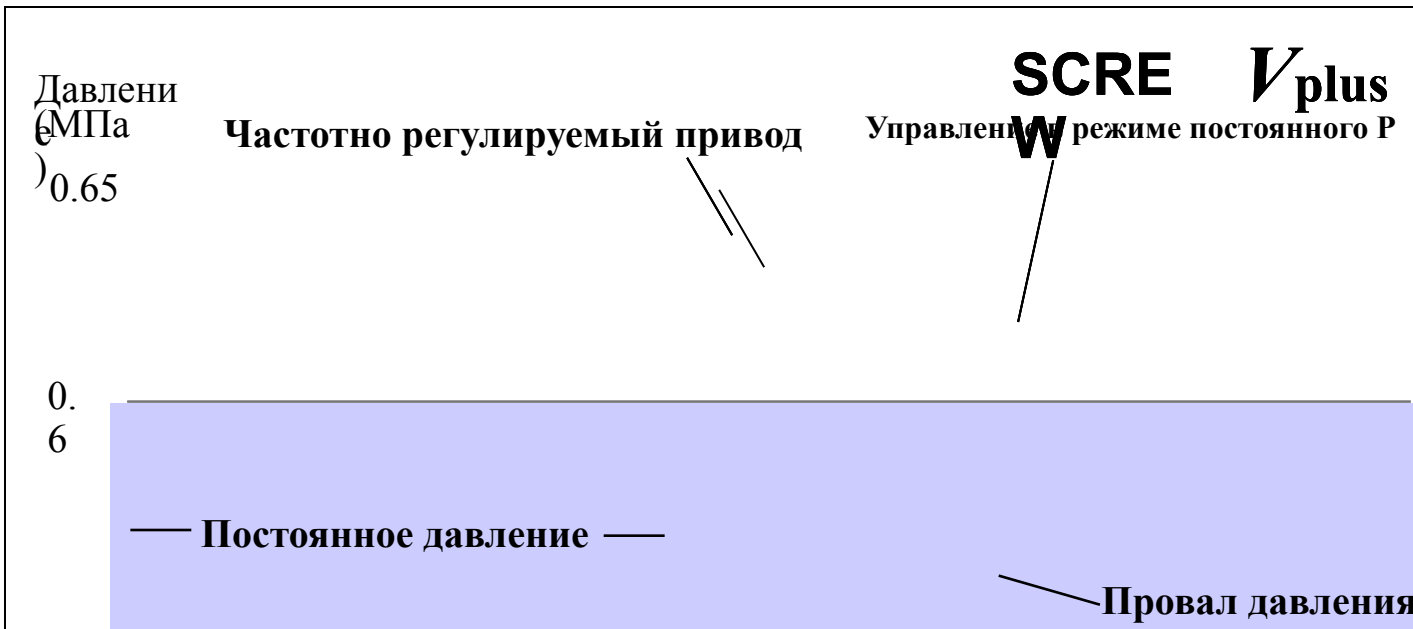 SCRE
W
Vplus
Давлени
е
(МПа
)
Частотно регулируемый привод
Управление в режиме постоянного Р
0.65
0.
6
Постоянное давление
Провал давления